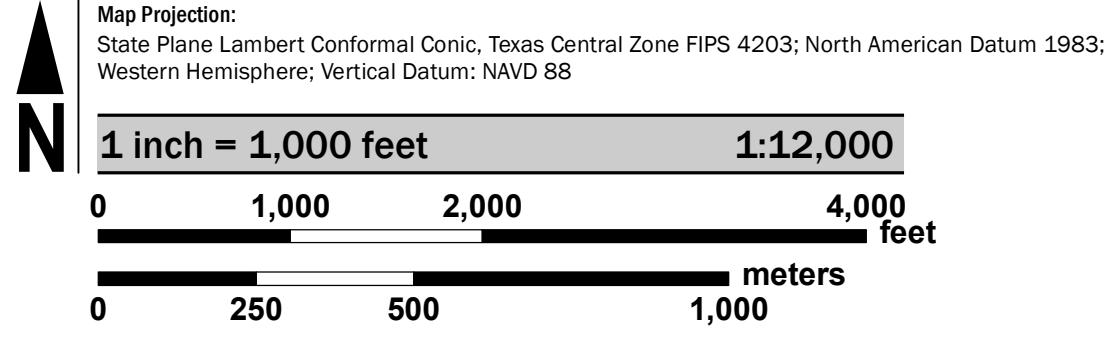 Map Projection:
State Plane Lambert Conformal Conic, Texas Central Zone FIPS 4203; North American Datum 1983;
Western Hemisphere; Vertical Datum: NAVD 88
N
1 inch = 1,000 feet 1:12,000
0 1,000 2,000 4,000
feet
meters
0 250 500 1,000